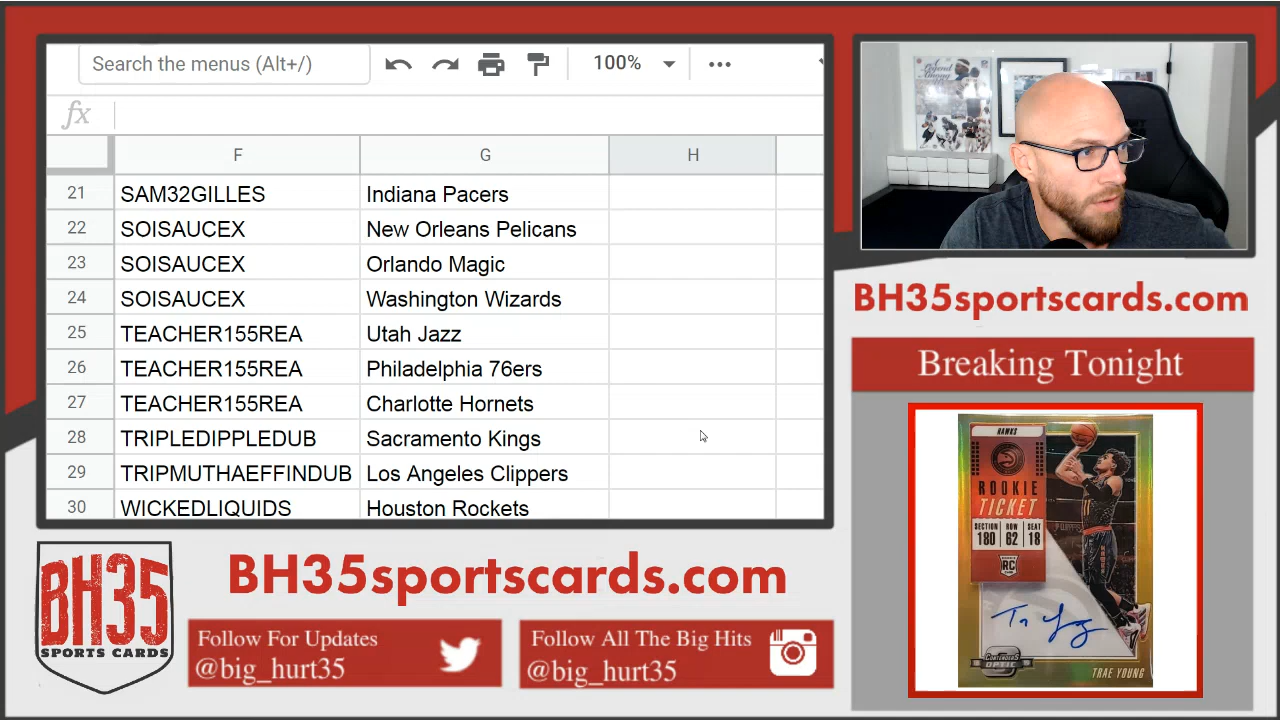 Search the menus (Alt+/)
100%
fx
F G H
21 SAM32GILLES Indiana Pacers
22 SOISAUCEX New Orleans Pelicans
23 SOISAUCEX Orlando Magic
24 SOISAUCEX Washington Wizards
25 TEACHER155REA Utah Jazz
26 TEACHER155REA Philadelphia 76ers
27 TEACHER155REA Charlotte Hornets
28 TRIPLEDIPPLEDUB Sacramento Kings
29 TRIPMUTHAEFFINDUB Los Angeles Clippers
30 WICKEDLIQUIDS Houston Rockets
BH35sportscards.com
Breaking Tonight
HAWKS
ROOKIE
TICKET
SECTION ROW SEAT
180 62 18
RC
CONTENDERS
OPTIC
TRAE YOUNG
BH35
SPORTS CARDS
BH35sportscards.com
Follow For Updates
@big_hurt35
Follow All The Big Hits
@big_hurt35